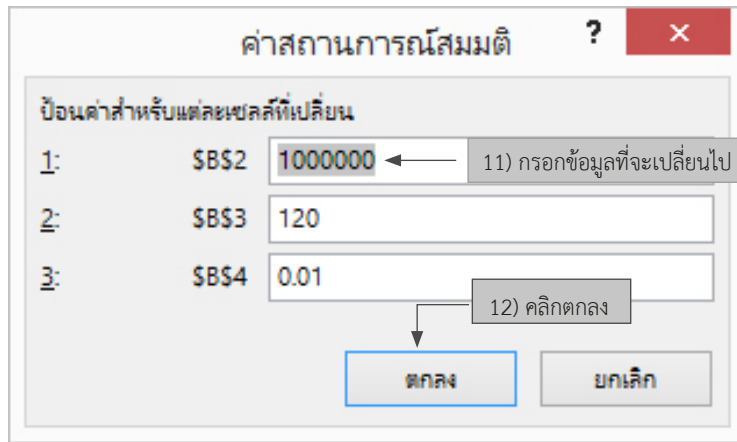 ค่าสถานการณ์สมมติ ? ×
ป้อนค่าสำหรับแต่ละเซลล์ที่เปลี่ยน
1: $B$2 1000000 11) กรอกข้อมูลที่จะเปลี่ยนไป
2: $B$3 120
3: $B$4 0.01
12) คลิกตกลง
ตกลง ยกเลิก